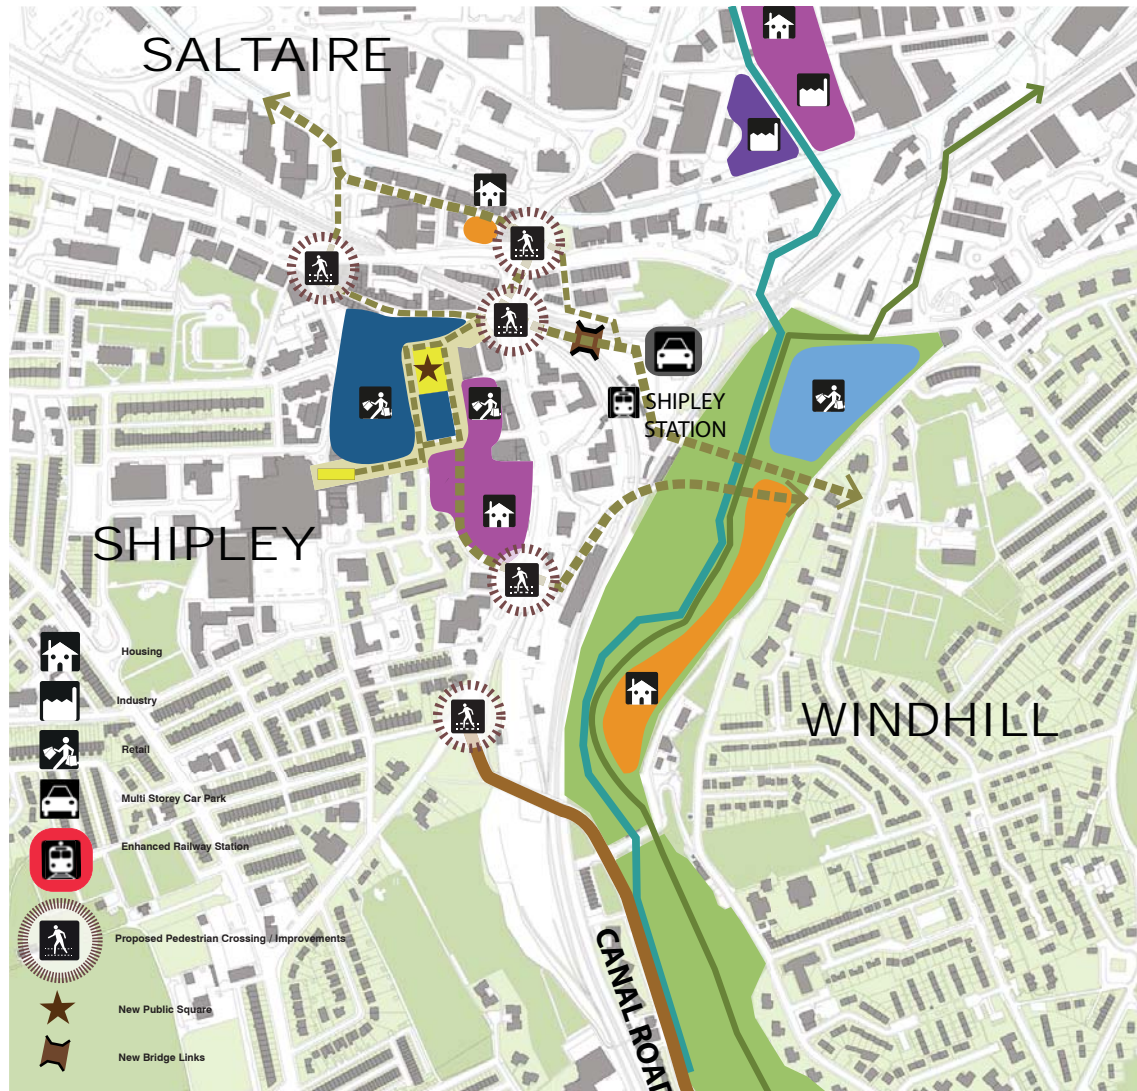 SALTAIRE
SHIPLEY
STATION
SHIPLEY
WINDHILL
CANAL ROAD
Housing
Industry
Retail
Multi Storey Car Park
Enhanced Railway Station
Proposed Pedestrian Crossing / Improvements
New Public Square
New Bridge Links